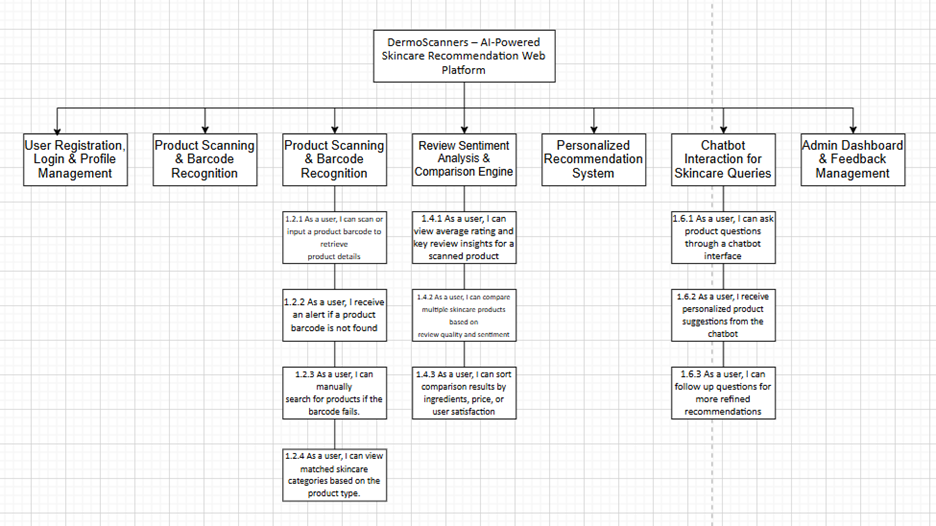 DermoScanners – AI-Powered
Skincare Recommendation Web
Platform
User Registration,
Login & Profile
Management
Product Scanning
& Barcode
Recognition
Product Scanning
& Barcode
Recognition
Review Sentiment
Analysis &
Comparison Engine
Personalized
Recommendation
System
Chatbot
Interaction for
Skincare Queries
Admin Dashboard
& Feedback
Management
1.2.1 As a user, I can scan or
input a product barcode to
retrieve
product details
1.2.2 As a user, I receive
an alert if a product
barcode is not found
1.2.3 As a user, I can
manually
search for products if the
barcode fails.
1.2.4 As a user, I can view
matched skincare
categories based on the
product type.
1.4.1 As a user, I can
view average rating and
key review insights for a
scanned product
1.4.2 As a user, I can compare
multiple skincare products
based on
review quality and sentiment
1.4.3 As a user, I can sort
comparison results by
ingredients, price, or
user satisfaction
1.6.1 As a user, I can ask
product questions
through a chatbot
interface
1.6.2 As a user, I receive
personalized product
suggestions from the
chatbot
1.6.3 As a user, I can
follow up questions for
more refined
recommendations